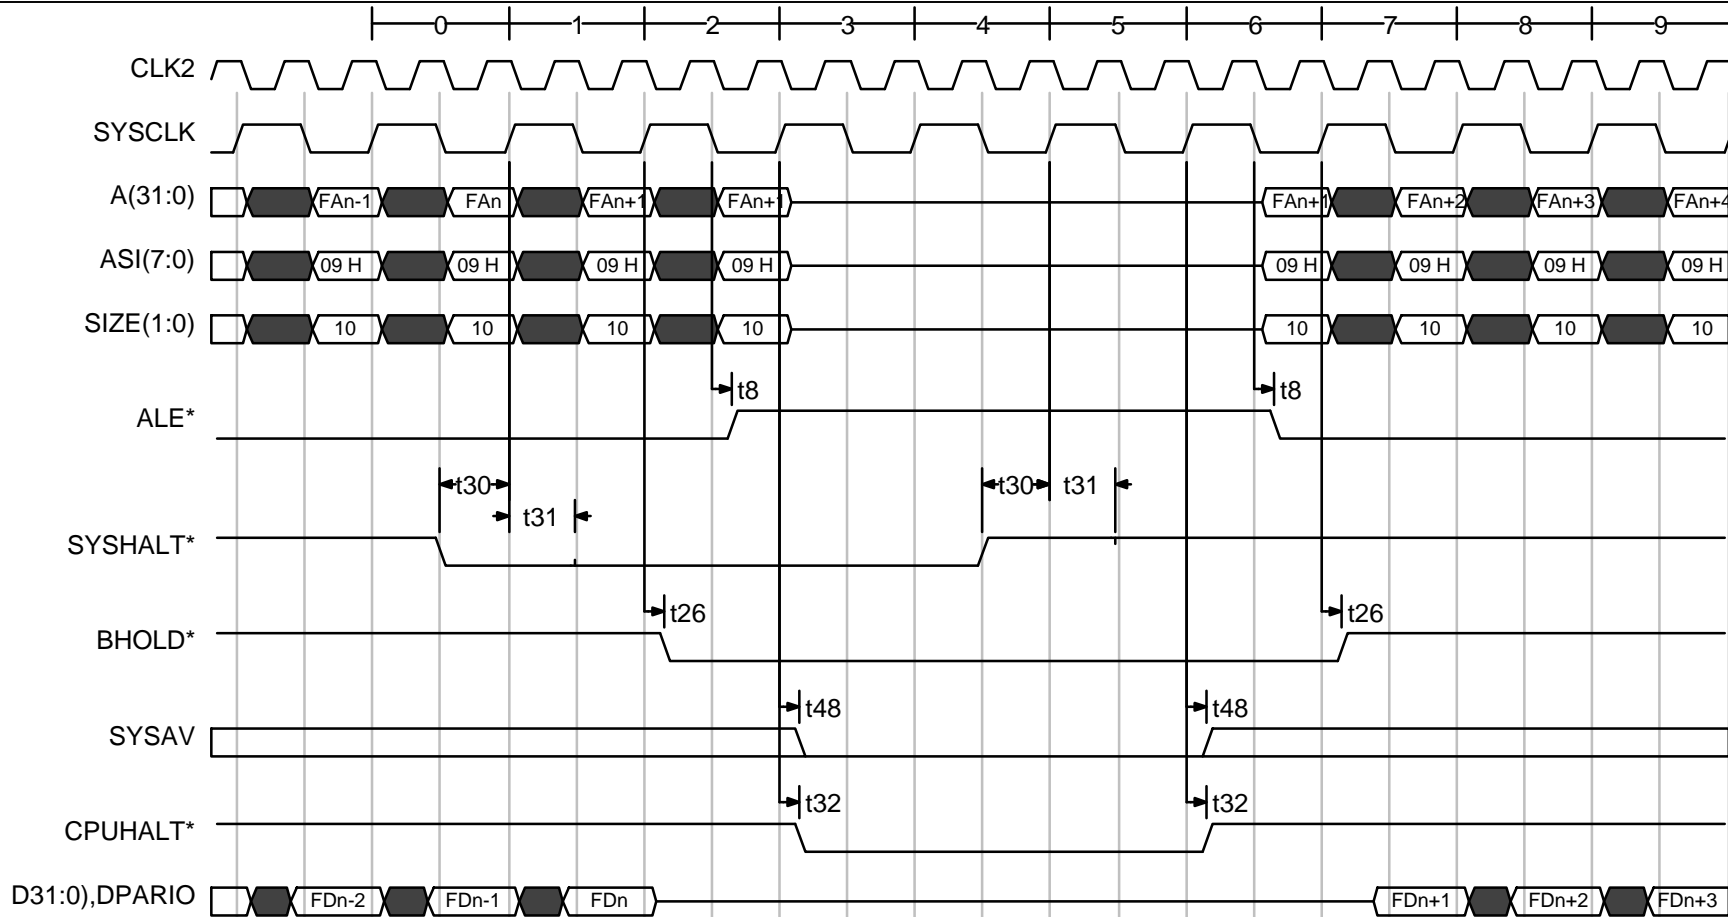 0 1 2 3 4 5 6 7 8 9
CLK2
SYSCLK
A(31:0) FAn-1 FAn FAn+1 FAn+1 FAn+1 FAn+2 FAn+3 FAn+4
ASI(7:0) 09 H 09 H 09 H 09 H 09 H 09 H 09 H 09 H
SIZE(1:0) 10 10 10 10 10 10 10 10
t8 t8
ALE*
t30 t30 t31
t31
SYSHALT*
t26 t26
BHOLD*
t48 t48
SYSAV
t32 t32
CPUHALT*
D31:0),DPARIO FDn-2 FDn-1 FDn FDn+1 FDn+2 FDn+3